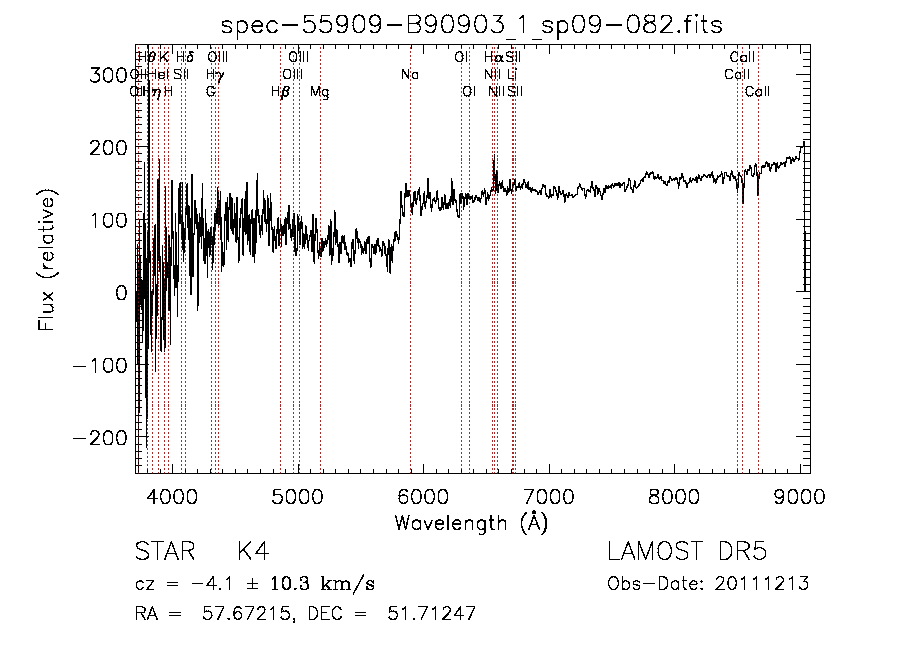 spec-55909-B90903_1_sp09-082.fits
Hθ K Hδ OIII OIII OI Hα SII CaII
OII HeI SII Hγ OIII Na NII Li CaII
OII Hη H G Hβ Mg OI NII SII CaII
300
200
100
0
-100
-200
Flux (relative)
4000 5000 6000 7000 8000 9000
Wavelength (Å)
STAR K4 LAMOST DR5
cz = -4.1 ± 10.3 km/s Obs-Date: 20111213
RA = 57.67215, DEC = 51.71247